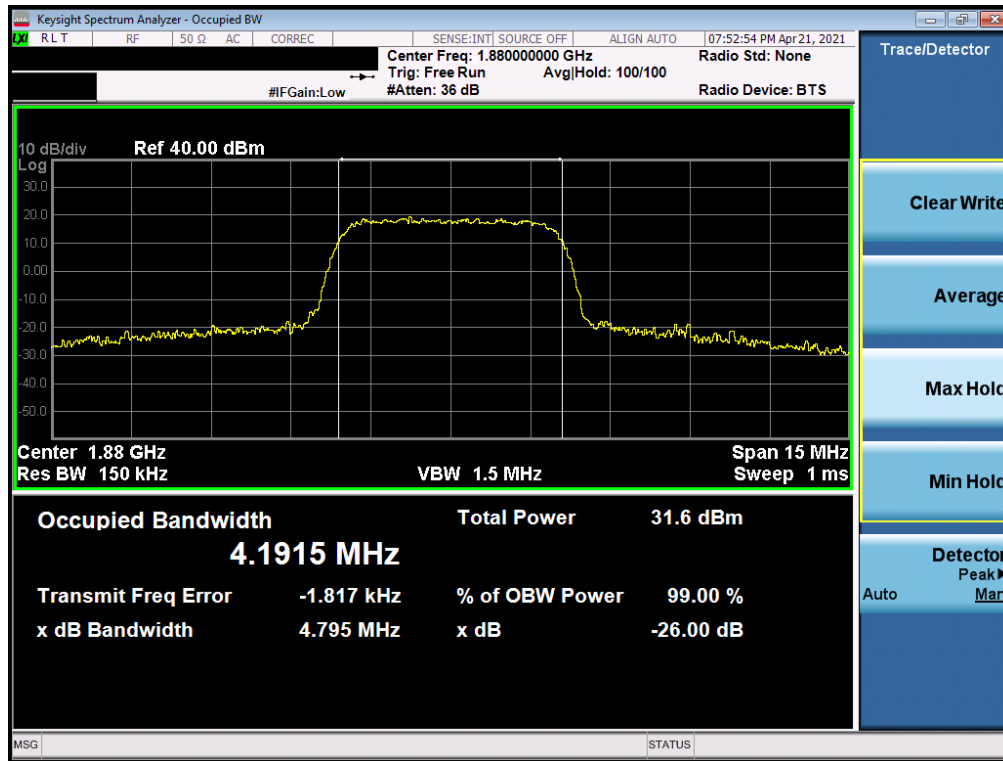 Keysight Spectrum Analyzer - Occupied BW
LXI RLT RF 50 Ω AC CORREC SENSE:INT SOURCE OFF ALIGN AUTO 07:52:54 PM Apr 21, 2021
Center Freq: 1.880000000 GHz Radio Std: None
Trig: Free Run Avg|Hold: 100/100
#IFGain:Low #Atten: 36 dB Radio Device: BTS
Trace/Detector
10 dB/div Ref 40.00 dBm
Log
30.0
20.0
10.0
0.00
-10.0
-20.0
-30.0
-40.0
-50.0
Center 1.88 GHz Span 15 MHz
Res BW 150 kHz VBW 1.5 MHz Sweep 1 ms
Occupied Bandwidth Total Power 31.6 dBm
4.1915 MHz
Transmit Freq Error -1.817 kHz % of OBW Power 99.00 %
x dB Bandwidth 4.795 MHz x dB -26.00 dB
Clear Write
Average
Max Hold
Min Hold
Detector
Peak
Auto Man
MSG STATUS